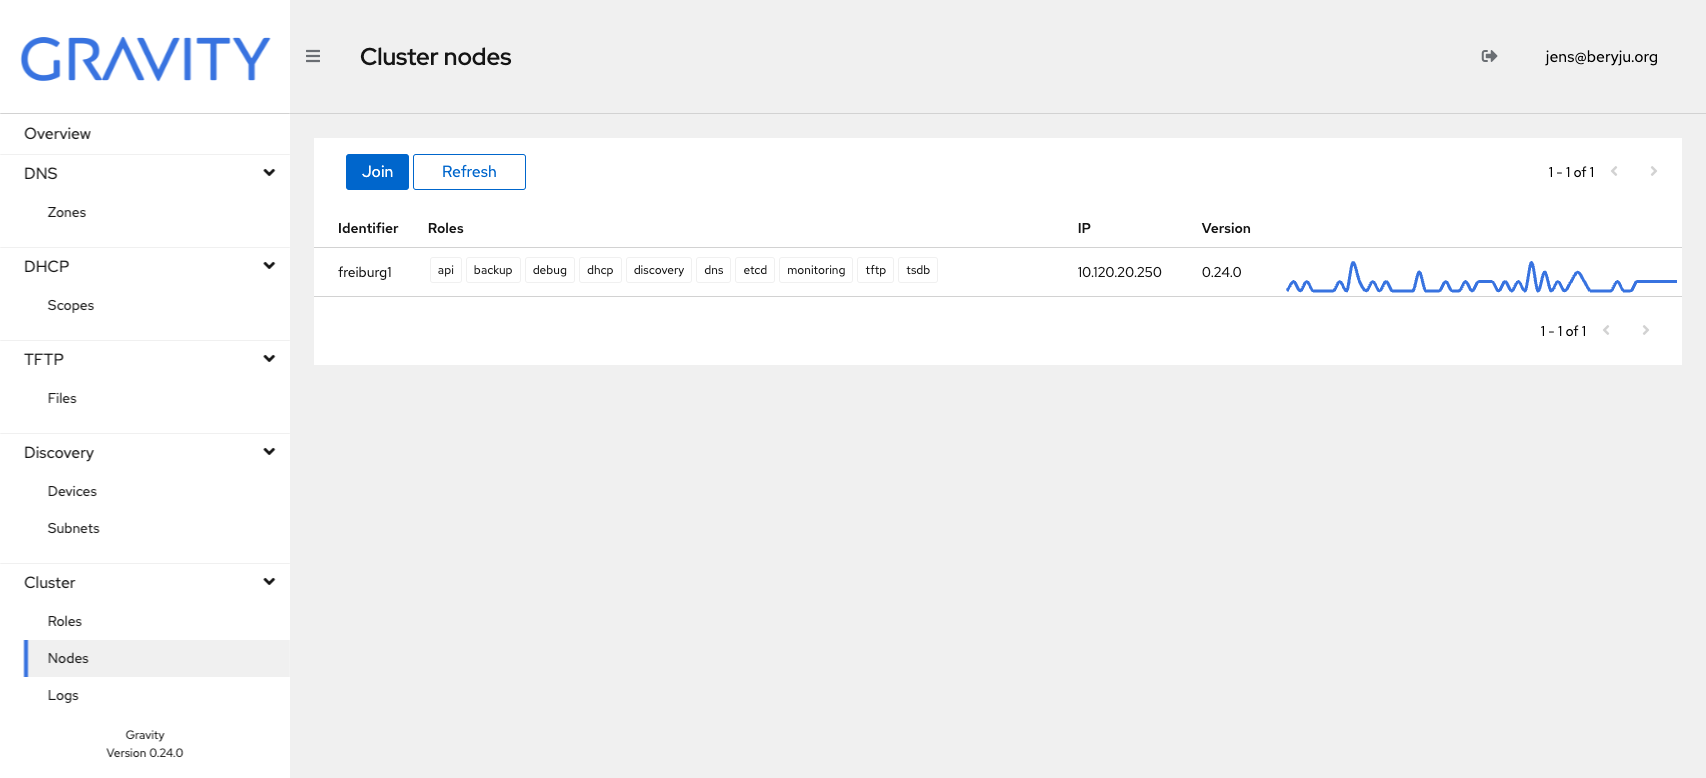 GRAVITY
Cluster nodes
jens@beryju.org
Overview
DNS
Zones
DHCP
Scopes
TFTP
Files
Discovery
Devices
Subnets
Cluster
Roles
Nodes
Logs
Gravity
Version 0.24.0
Join Refresh 1 - 1 of 1
Identifier Roles IP Version
freiburg1 api backup debug dhcp discovery dns etcd monitoring tftp tsdb 10.120.20.250 0.24.0
1 - 1 of 1